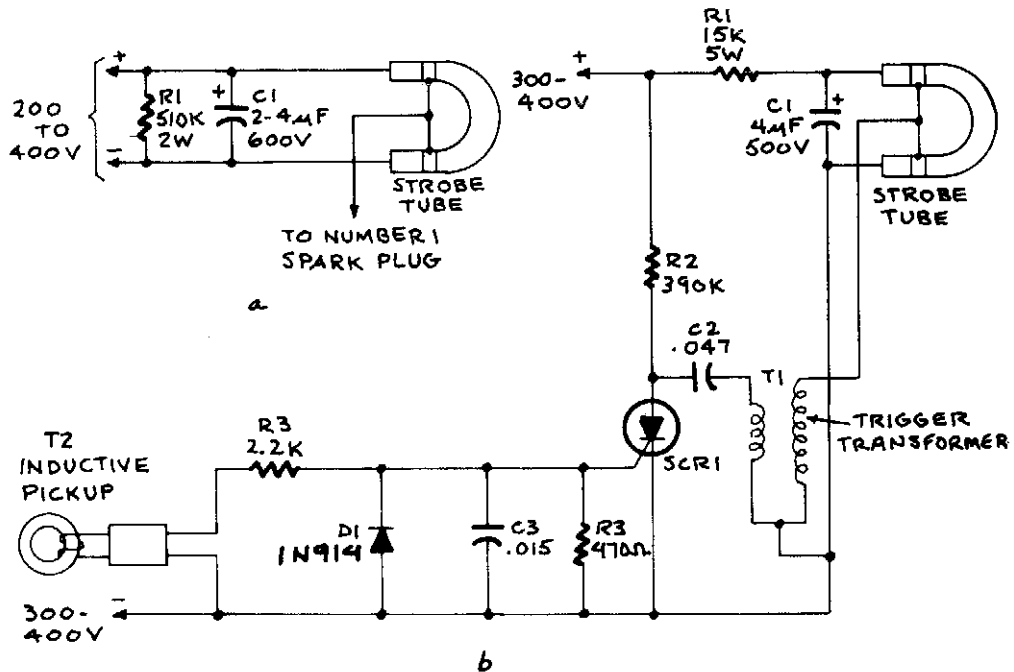 +
200
TO
400V
−
R1
510K
2W
+
C1
2-4µF
600V
STROBE
TUBE
TO NUMBER 1
SPARK PLUG
a
+
300-
400V
R1
15K
5W
C1
4µF
500V
+
STROBE
TUBE
R2
390K
C2
.047
T1
TRIGGER
TRANSFORMER
SCR1
T2
INDUCTIVE
PICKUP
R3
2.2K
D1
1N914
C3
.015
R3
470Ω
300-
400V
−
b